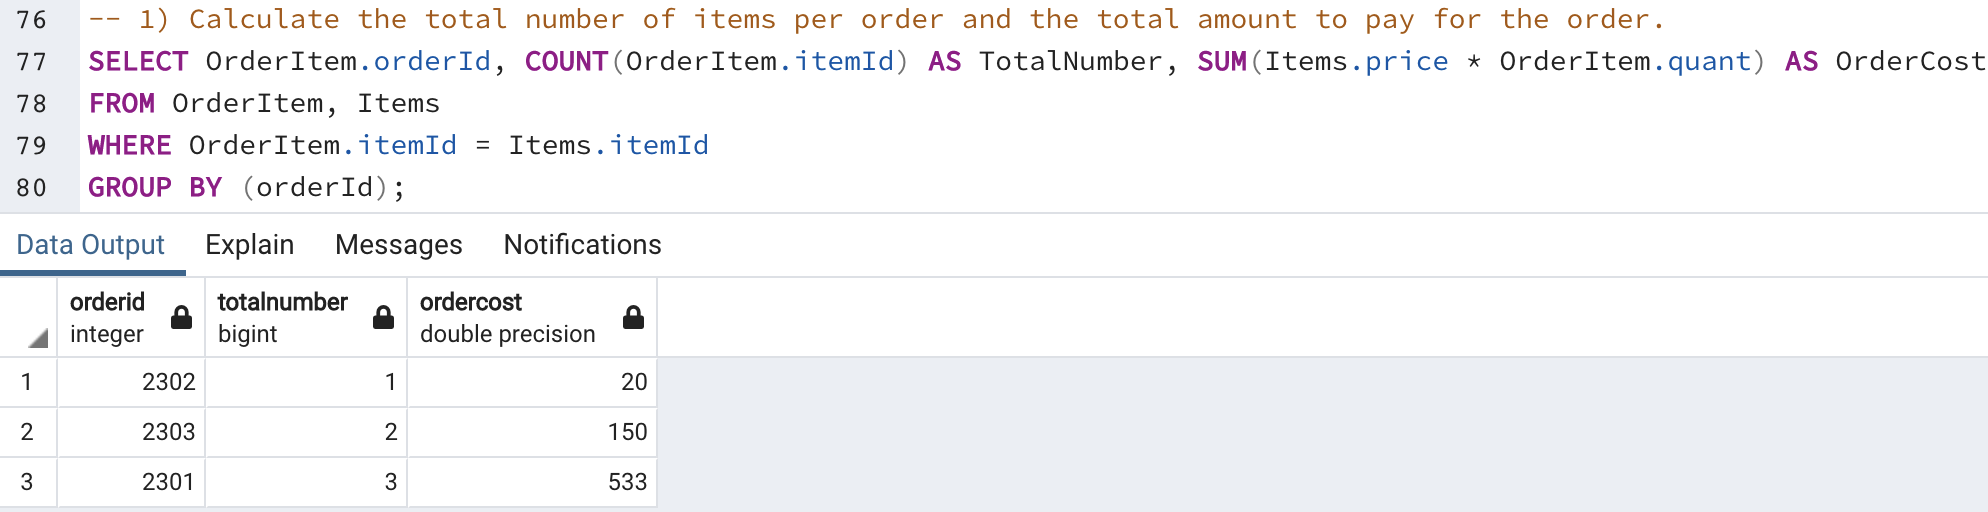 76 -- 1) Calculate the total number of items per order and the total amount to pay for the order.
77 SELECT OrderItem.orderId, COUNT(OrderItem.itemId) AS TotalNumber, SUM(Items.price * OrderItem.quant) AS OrderCost
78 FROM OrderItem, Items
79 WHERE OrderItem.itemId = Items.itemId
80 GROUP BY (orderId);
Data Output Explain Messages Notifications
orderid totalnumber ordercost
integer bigint double precision
1 2302 1 20
2 2303 2 150
3 2301 3 533